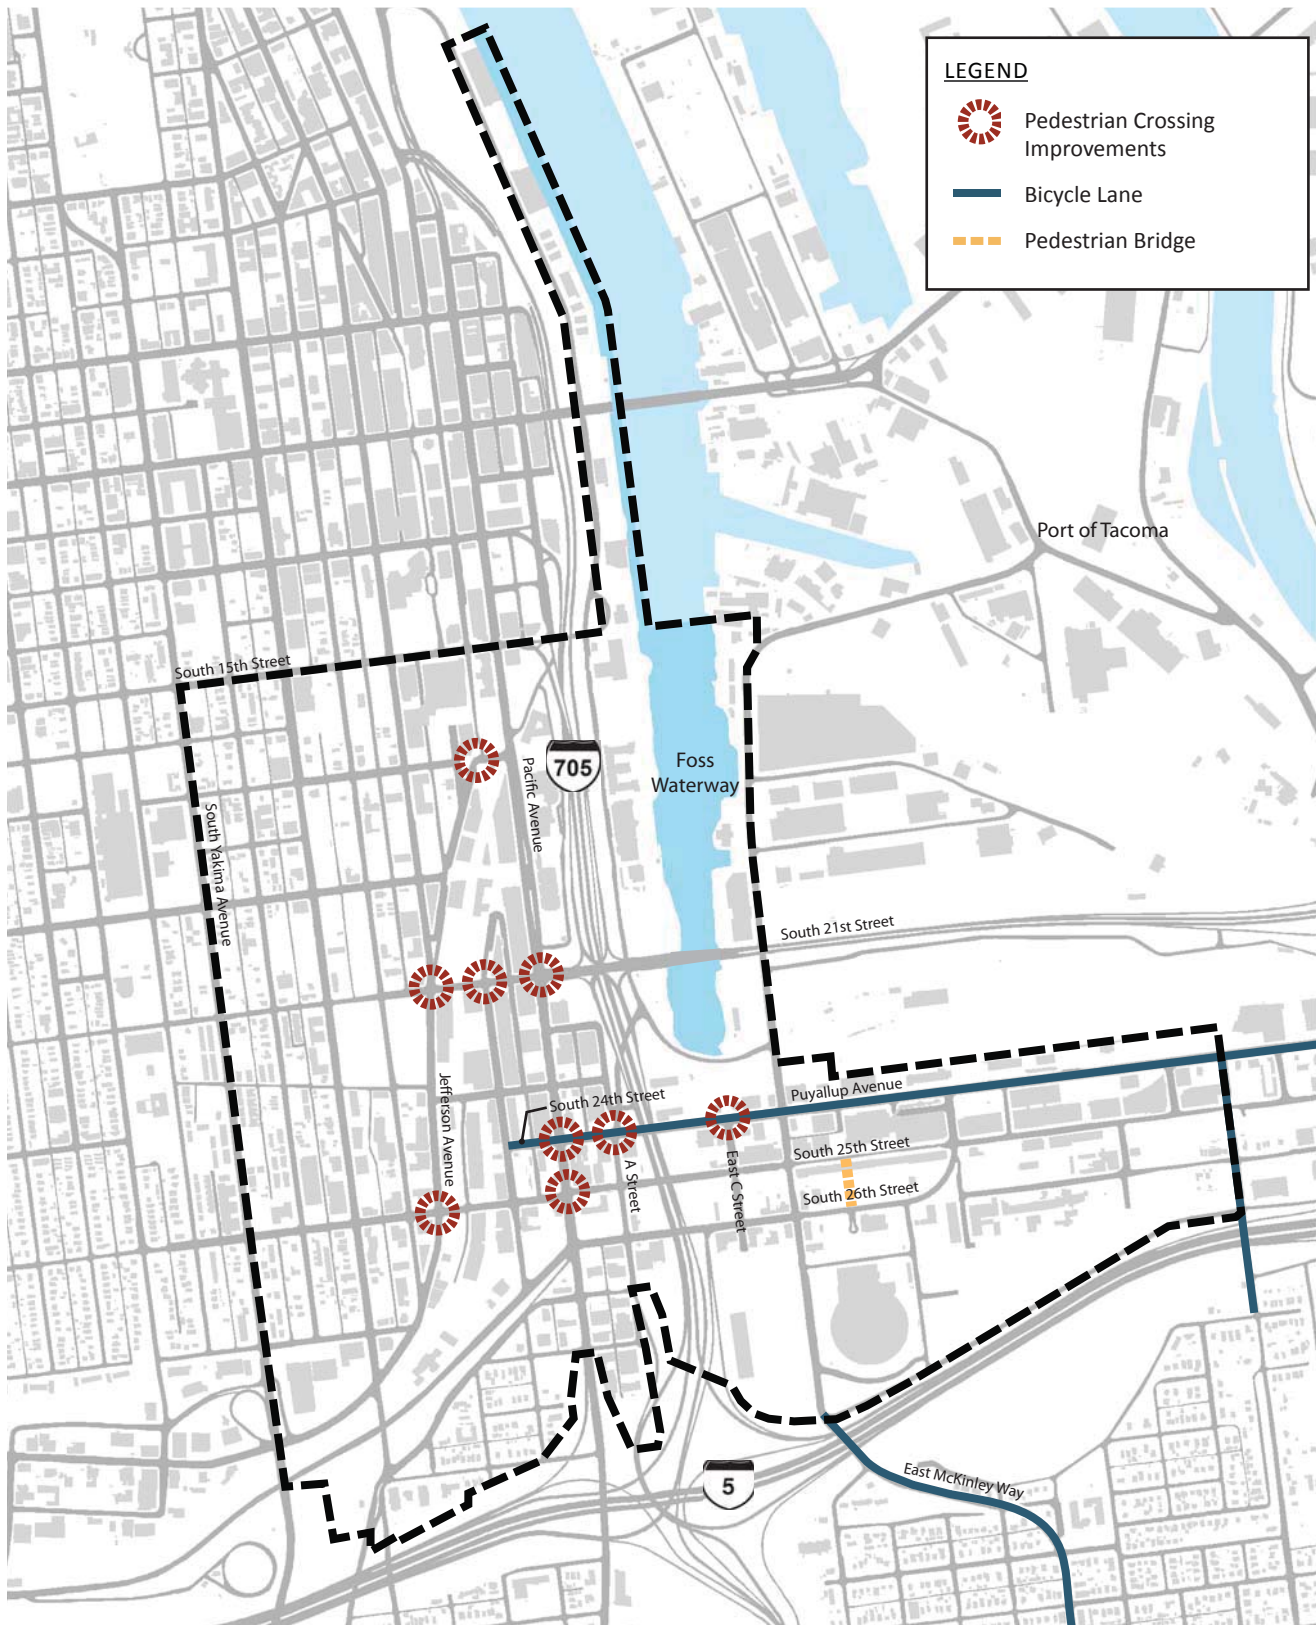 LEGEND
Pedestrian Crossing
Improvements
Bicycle Lane
Pedestrian Bridge
Port of Tacoma
South 15th Street
705
Pacific Avenue
Foss
Waterway
South Yakima Avenue
South 21st Street
Jefferson Avenue
South 24th Street
Puyallup Avenue
A Street
East C Street
South 25th Street
South 26th Street
5
East McKinley Way